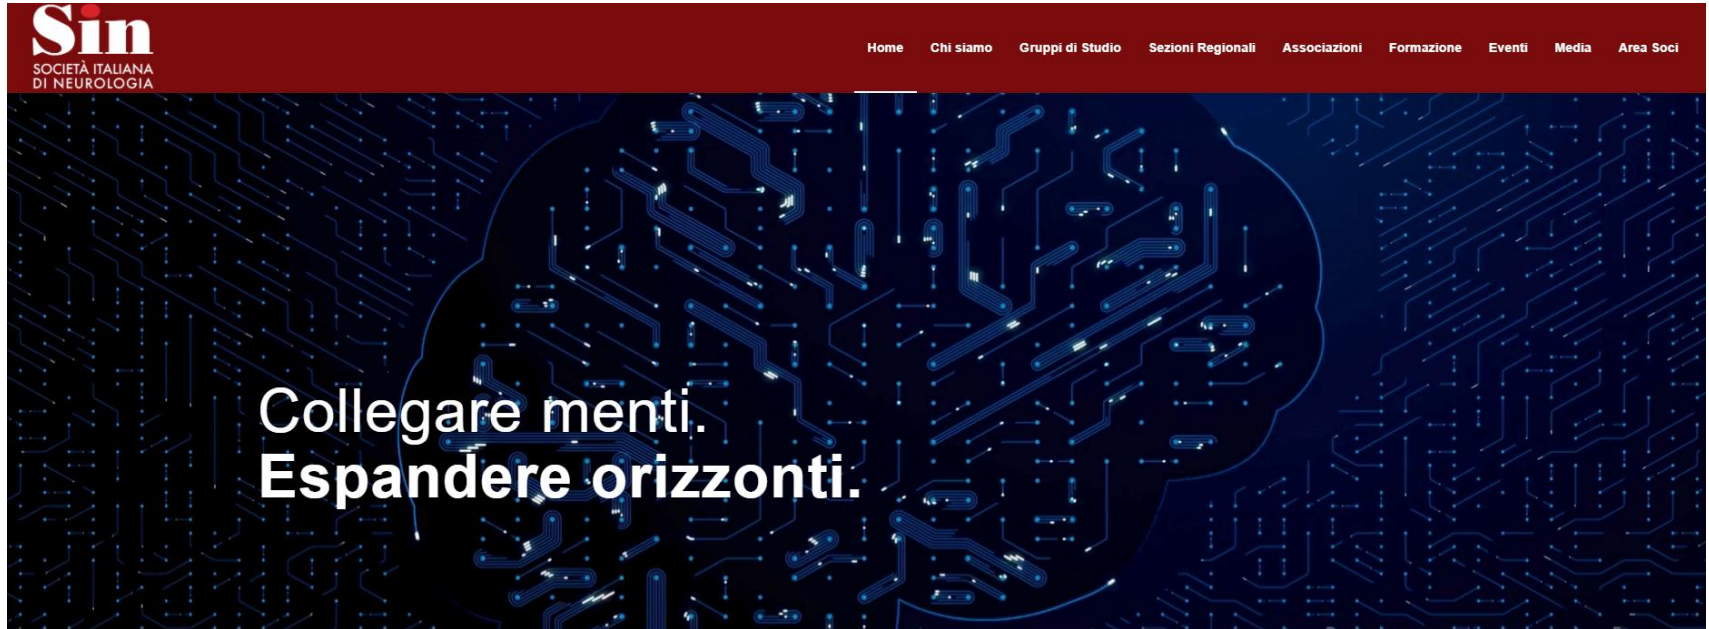 Sin
SOCIETÀ ITALIANA
DI NEUROLOGIA
Home Chi siamo Gruppi di Studio Sezioni Regionali Associazioni Formazione Eventi Media Area Soci
Collegare menti.
Espandere orizzonti.